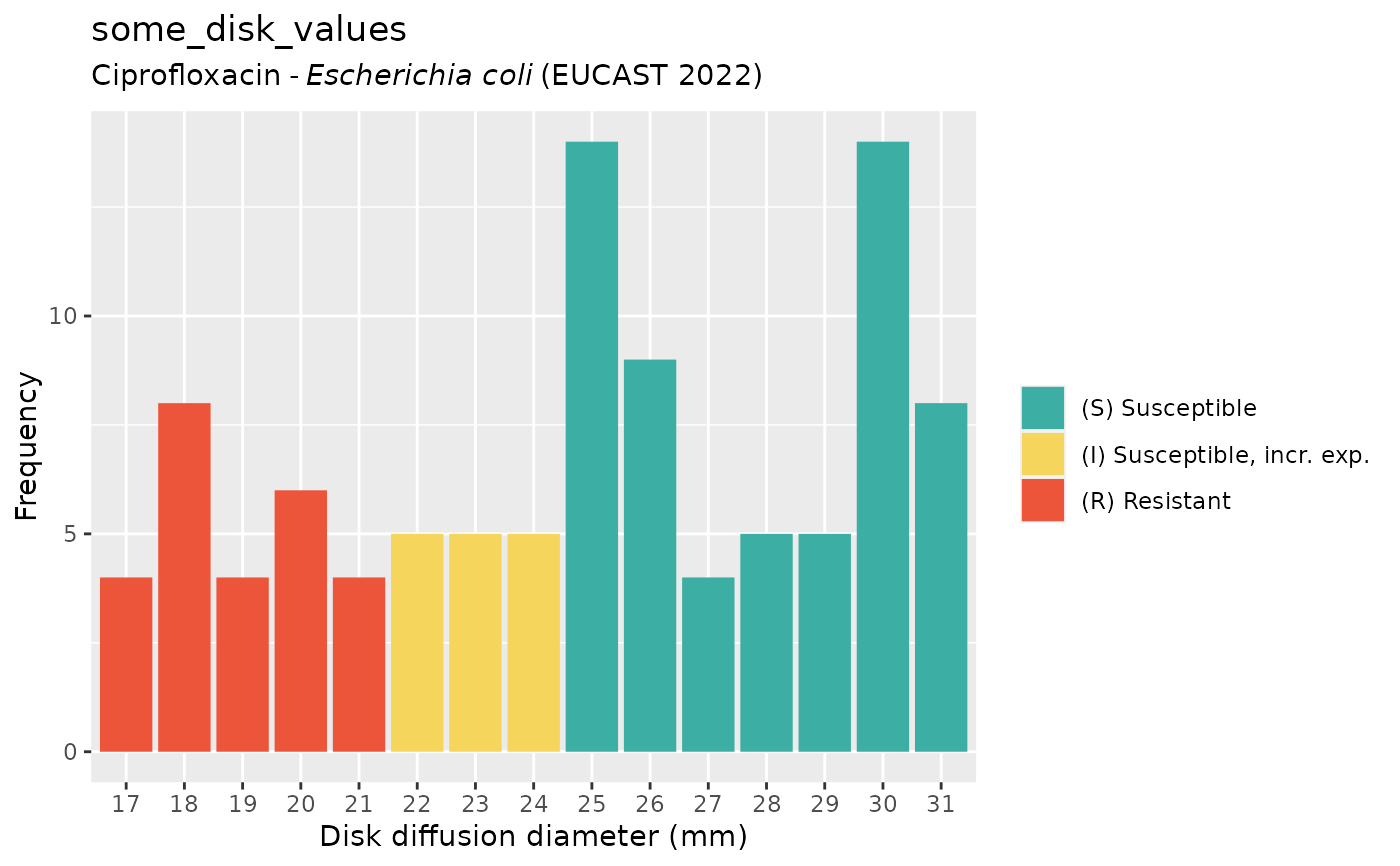 some_disk_values
Ciprofloxacin - Escherichia coli (EUCAST 2022)
Frequency
10
5
0
17 18 19 20 21 22 23 24 25 26 27 28 29 30 31
Disk diffusion diameter (mm)
(S) Susceptible
(I) Susceptible, incr. exp.
(R) Resistant